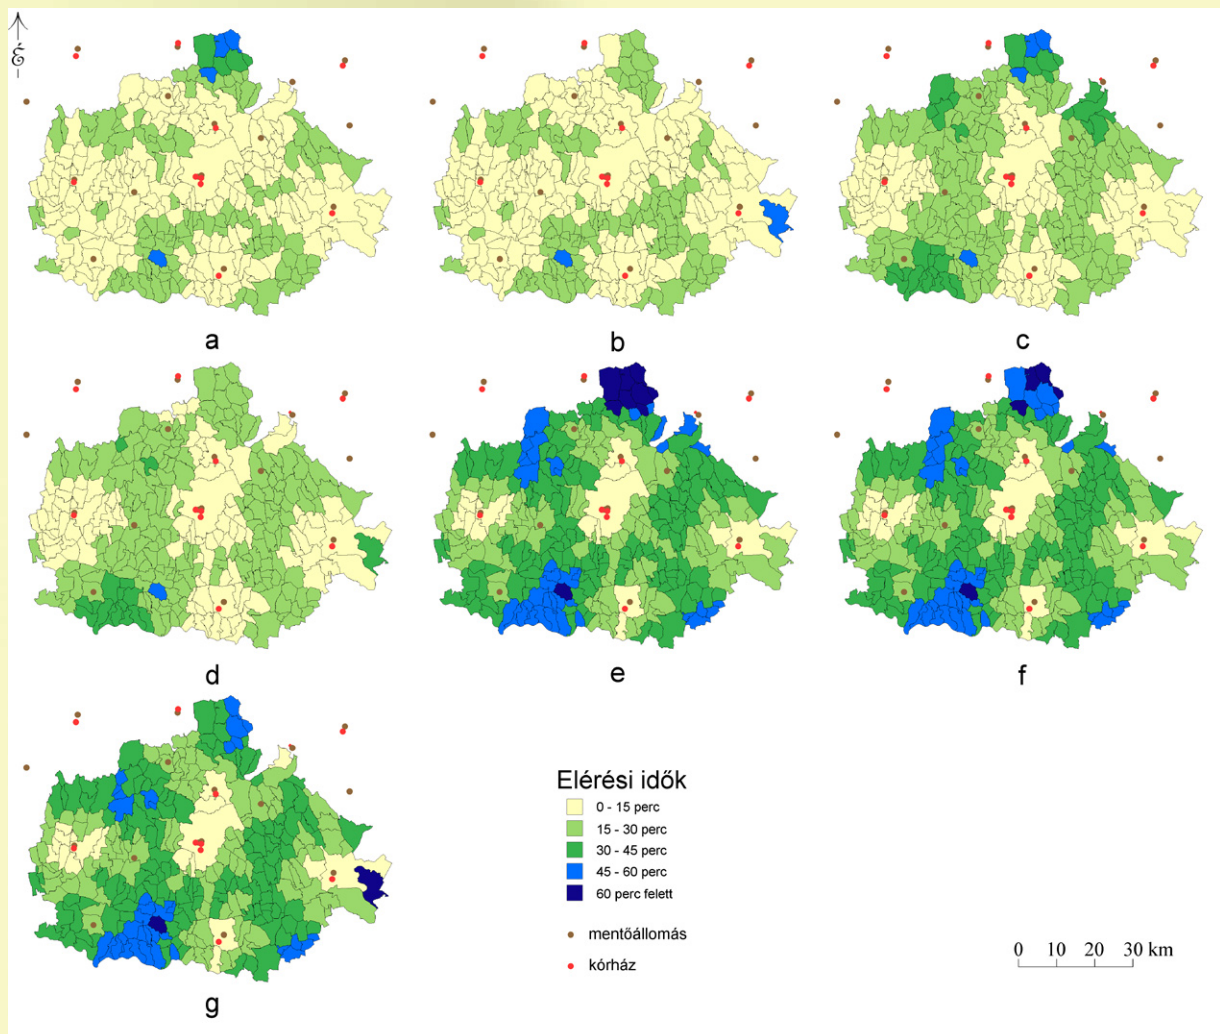 É
a
b
c
d
e
f
g
Elérési idők
0 - 15 perc
15 - 30 perc
30 - 45 perc
45 - 60 perc
60 perc felett
mentőállomás
kórház
0 10 20 30 km